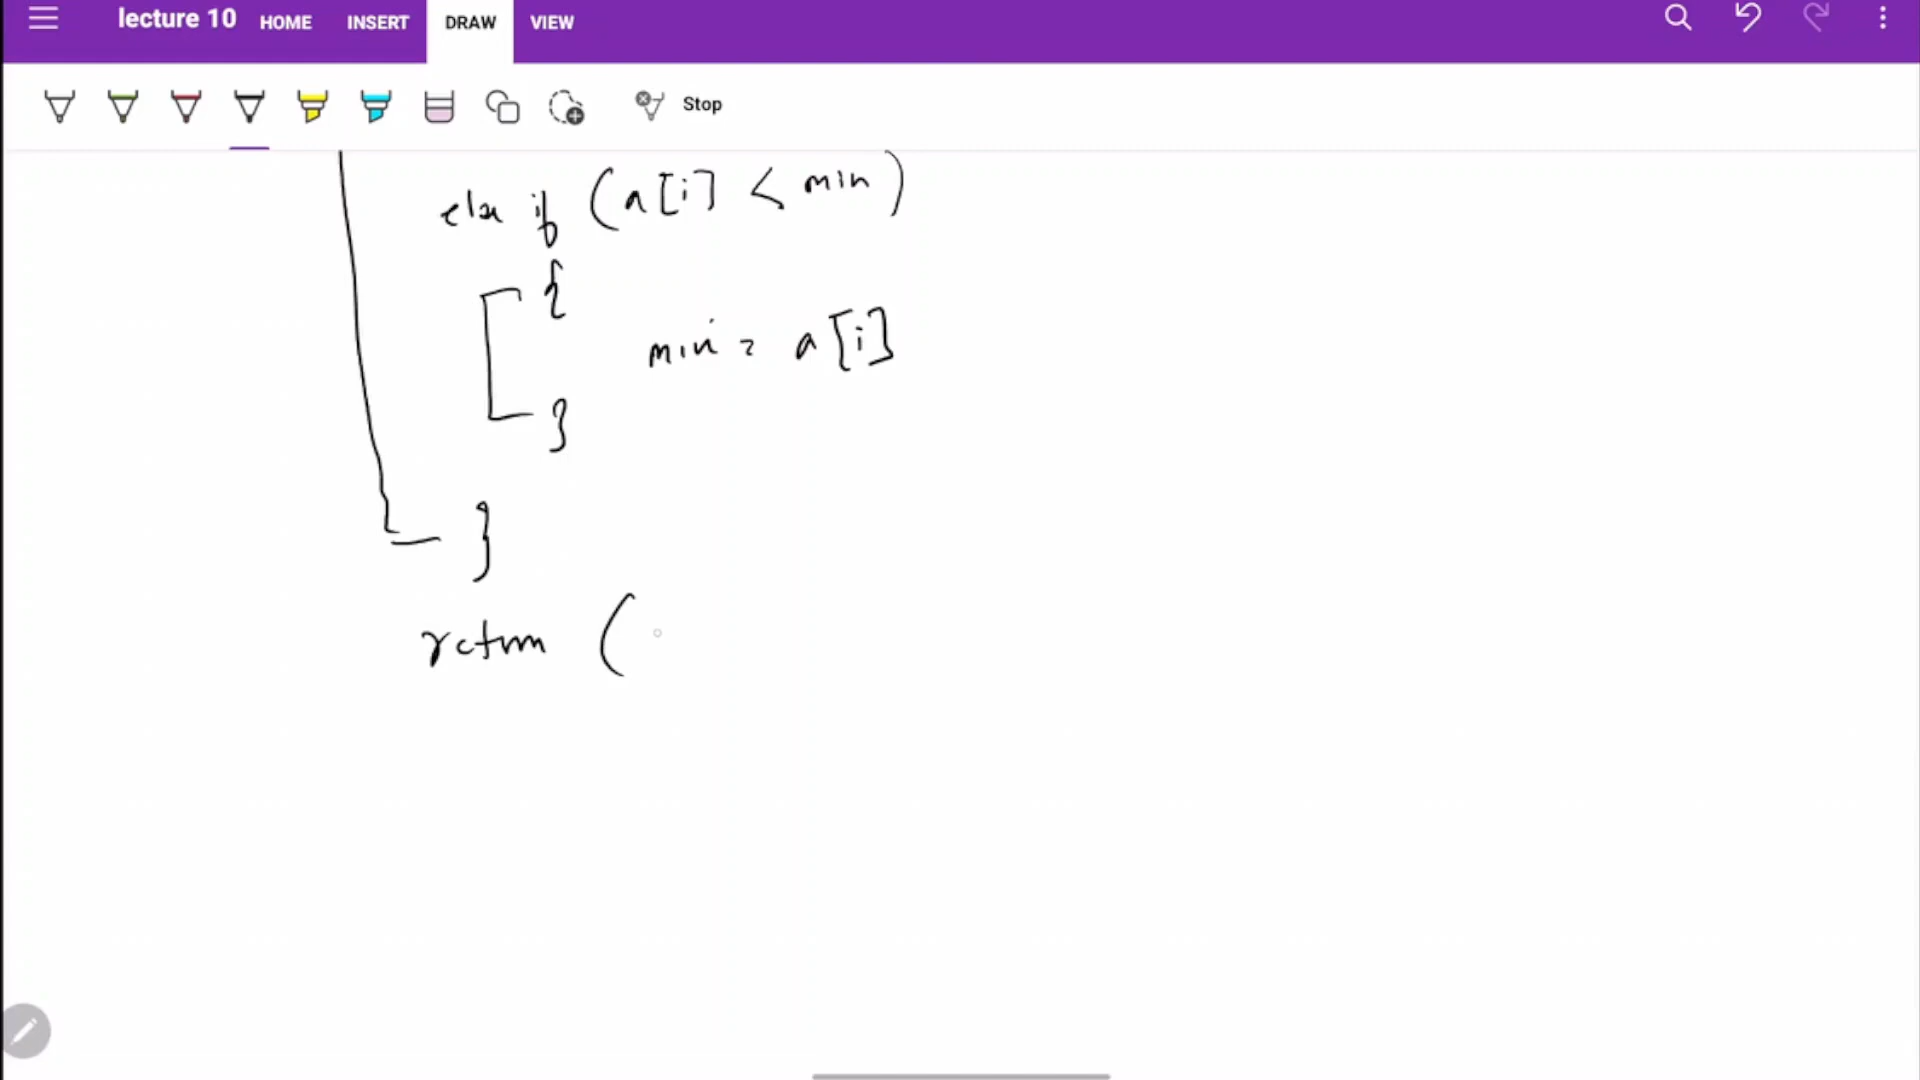 lecture 10 HOME INSERT DRAW VIEW
Stop
else if (a[i] < min)
{
min = a[i]
}
}
return (